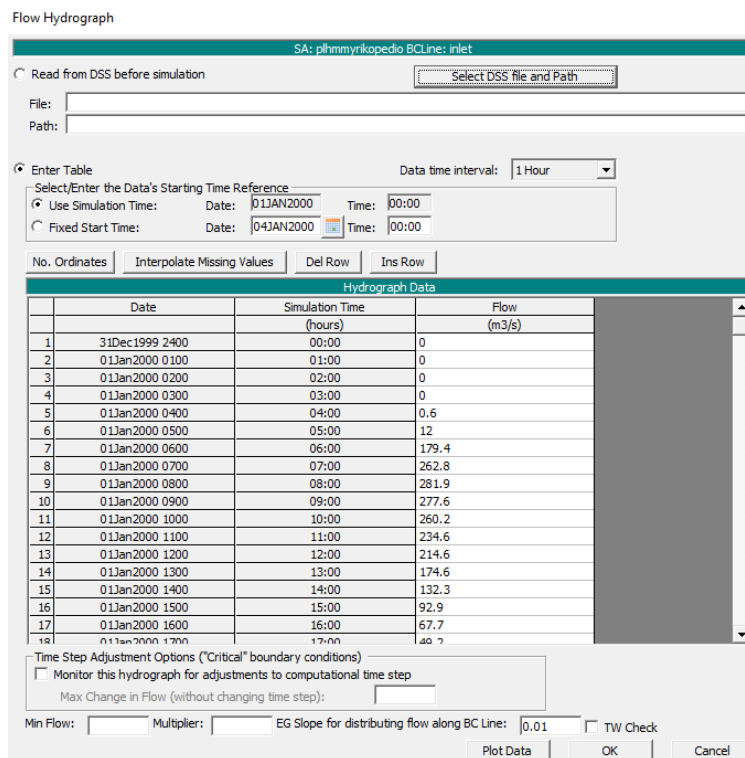 Flow Hydrograph
SA: plhmmyrikopedio BCLine: inlet
Read from DSS before simulation Select DSS file and Path
File:
Path:
Enter Table Data time interval: 1 Hour
Select/Enter the Data's Starting Time Reference
Use Simulation Time: Date: 01JAN2000 Time: 00:00
Fixed Start Time: Date: 04JAN2000 Time: 00:00
No. Ordinates Interpolate Missing Values Del Row Ins Row
Hydrograph Data
Date Simulation Time Flow
(hours) (m3/s)
1 31Dec1999 2400 00:00 0
2 01Jan2000 0100 01:00 0
3 01Jan2000 0200 02:00 0
4 01Jan2000 0300 03:00 0
5 01Jan2000 0400 04:00 0.6
6 01Jan2000 0500 05:00 12
7 01Jan2000 0600 06:00 179.4
8 01Jan2000 0700 07:00 262.8
9 01Jan2000 0800 08:00 281.9
10 01Jan2000 0900 09:00 277.6
11 01Jan2000 1000 10:00 260.2
12 01Jan2000 1100 11:00 234.6
13 01Jan2000 1200 12:00 214.6
14 01Jan2000 1300 13:00 174.6
15 01Jan2000 1400 14:00 132.3
16 01Jan2000 1500 15:00 92.9
17 01Jan2000 1600 16:00 67.7
18 01Jan2000 1700 17:00 49.2
Time Step Adjustment Options ("Critical" boundary conditions)
Monitor this hydrograph for adjustments to computational time step
Max Change in Flow (without changing time step):
Min Flow: Multiplier: EG Slope for distributing flow along BC Line: 0.01 TW Check
Plot Data OK Cancel